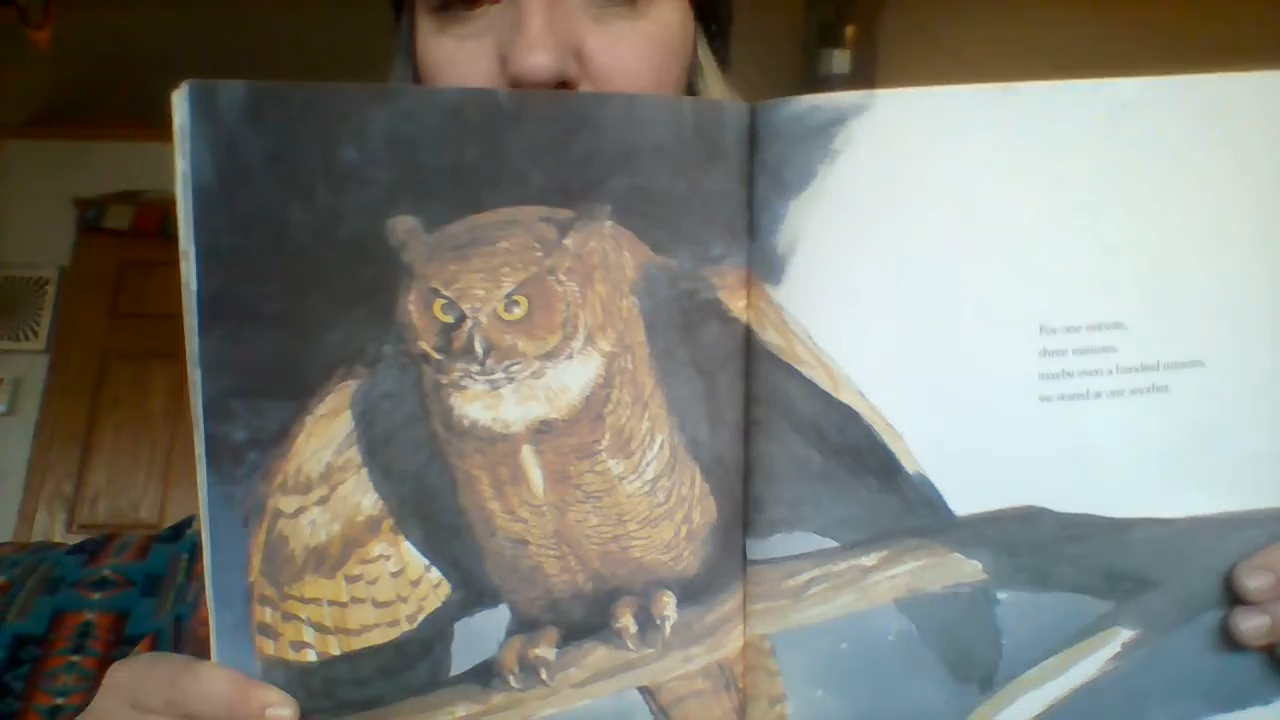 For one minute,
three minutes,
maybe even a hundred minutes,
we stared at one another.